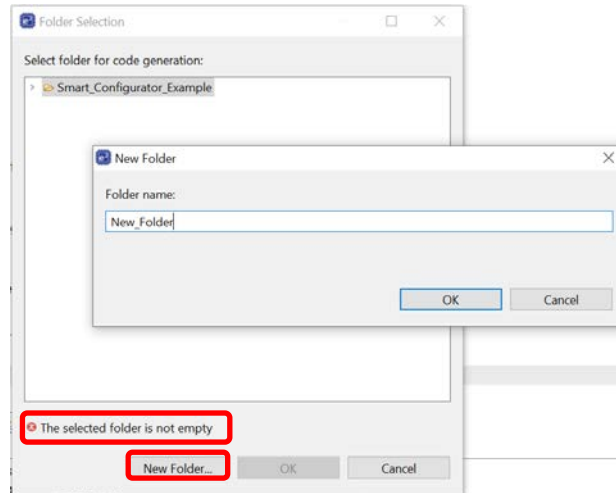 Folder Selection
Select folder for code generation:
Smart_Configurator_Example
New Folder
Folder name:
New_Folder
OK Cancel
The selected folder is not empty
New Folder... OK Cancel